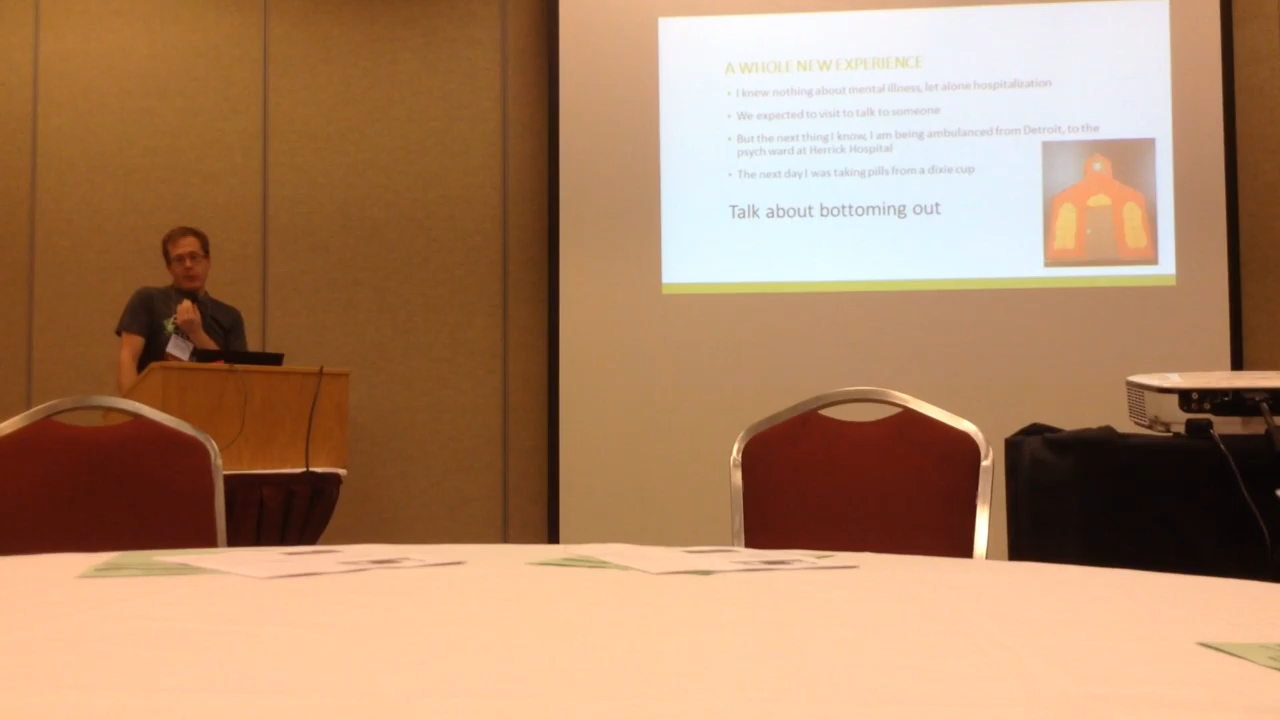 A WHOLE NEW EXPERIENCE
• I knew nothing about mental illness, let alone hospitalization
• We expected to visit to talk to someone
• But the next thing I know, I am being ambulanced from Detroit, to the
psych ward at Herrick Hospital
• The next day I was taking pills from a dixie cup
Talk about bottoming out